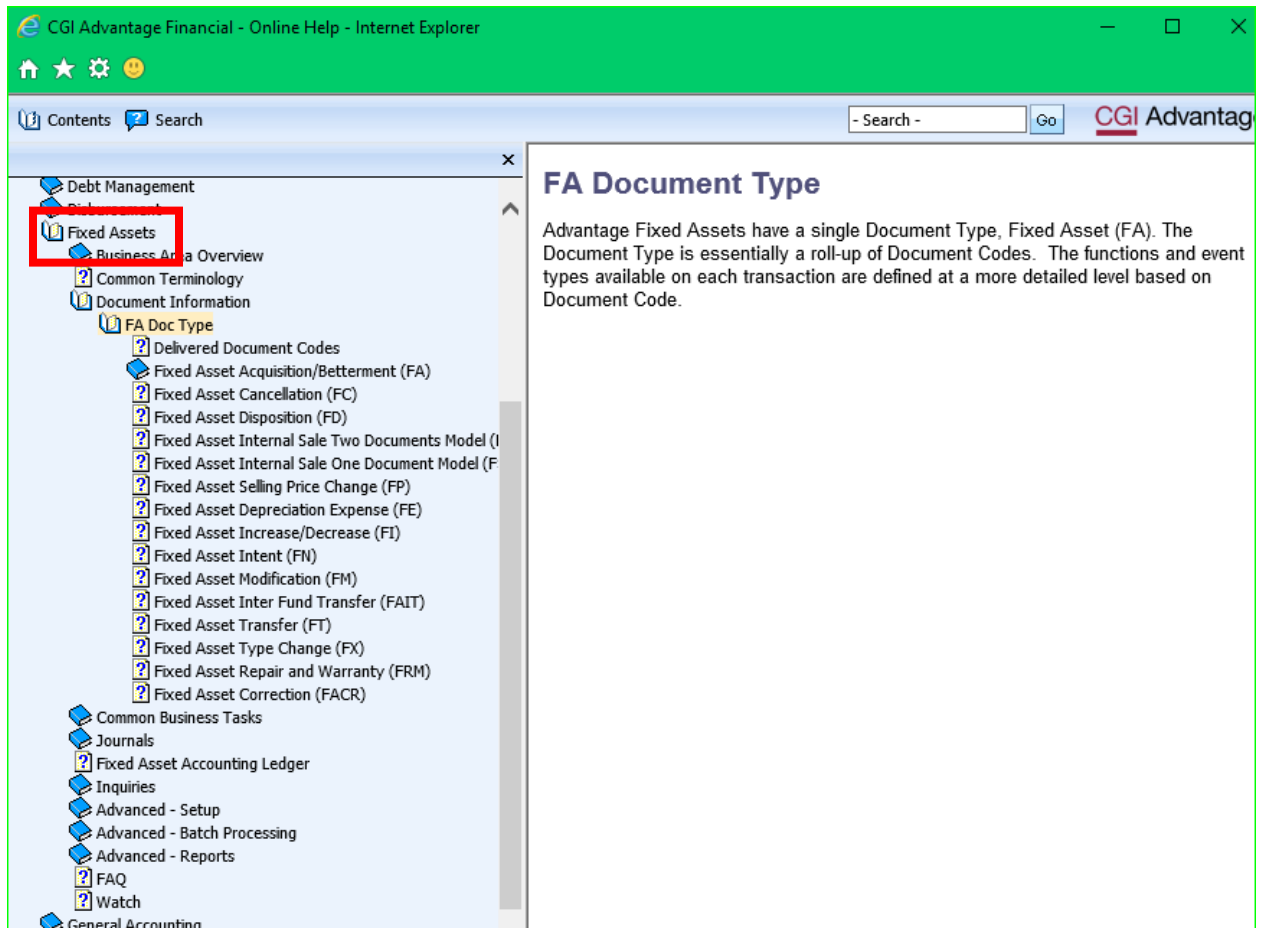 CGI Advantage Financial - Online Help - Internet Explorer
Contents Search
- Search - Go CGI Advantag
Debt Management
Disbursement
Fixed Assets
Business Area Overview
Common Terminology
Document Information
FA Doc Type
Delivered Document Codes
Fixed Asset Acquisition/Betterment (FA)
Fixed Asset Cancellation (FC)
Fixed Asset Disposition (FD)
Fixed Asset Internal Sale Two Documents Model (
Fixed Asset Internal Sale One Document Model (F
Fixed Asset Selling Price Change (FP)
Fixed Asset Depreciation Expense (FE)
Fixed Asset Increase/Decrease (FI)
Fixed Asset Intent (FN)
Fixed Asset Modification (FM)
Fixed Asset Inter Fund Transfer (FAIT)
Fixed Asset Transfer (FT)
Fixed Asset Type Change (FX)
Fixed Asset Repair and Warranty (FRM)
Fixed Asset Correction (FACR)
Common Business Tasks
Journals
Fixed Asset Accounting Ledger
Inquiries
Advanced - Setup
Advanced - Batch Processing
Advanced - Reports
FAQ
Watch
General Accounting
FA Document Type
Advantage Fixed Assets have a single Document Type, Fixed Asset (FA). The
Document Type is essentially a roll-up of Document Codes. The functions and event
types available on each transaction are defined at a more detailed level based on
Document Code.